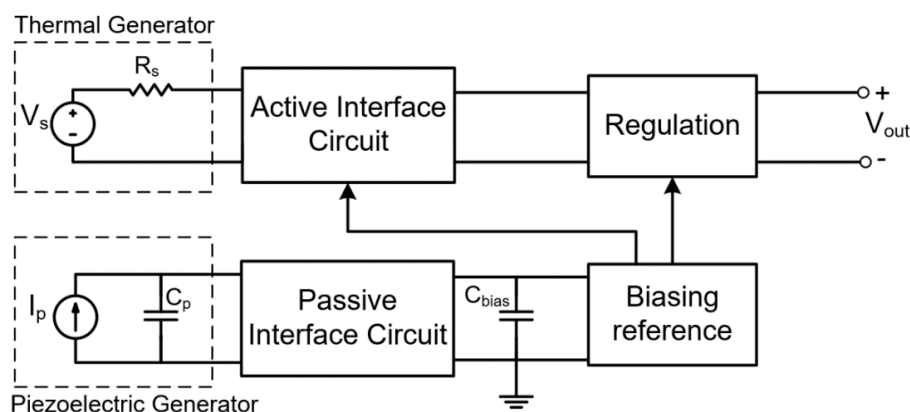 Thermal Generator
Rs
Vs
+
-
Active Interface
Circuit
Regulation
+
Vout
-
Ip
Cp
Passive
Interface Circuit
Cbias
Biasing
reference
Piezoelectric Generator